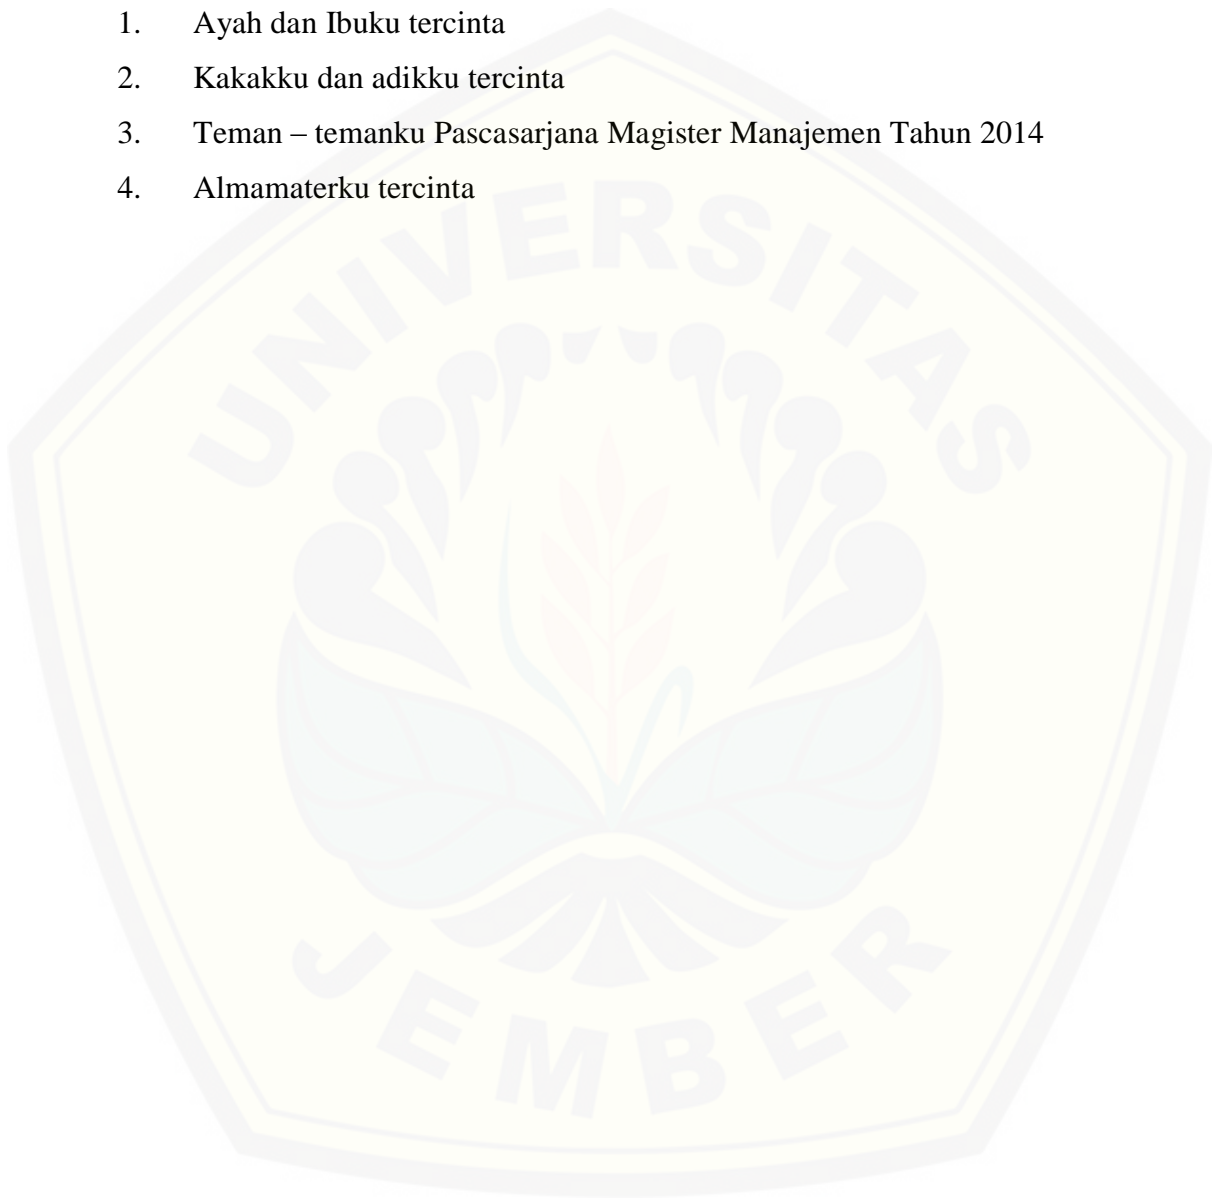 1. Ayah dan Ibuku tercinta
2. Kakakku dan adikku tercinta
3. Teman – temanku Pascasarjana Magister Manajemen Tahun 2014
4. Almamaterku tercinta
UNIVERSITAS
JEMBER